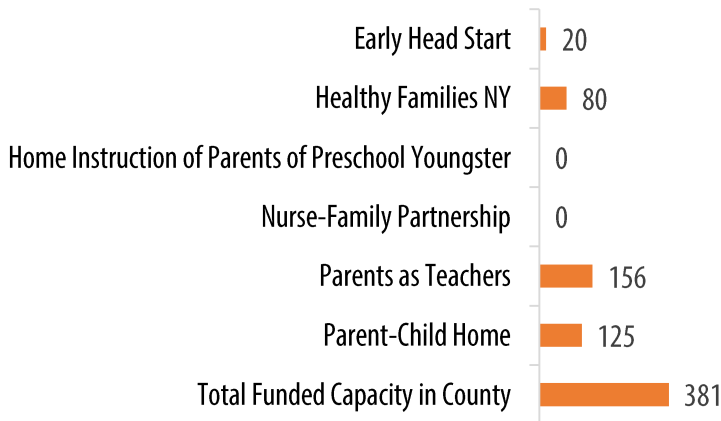 Early Head Start 20
Healthy Families NY 80
Home Instruction of Parents of Preschool Youngster 0
Nurse-Family Partnership 0
Parents as Teachers 156
Parent-Child Home 125
Total Funded Capacity in County 381